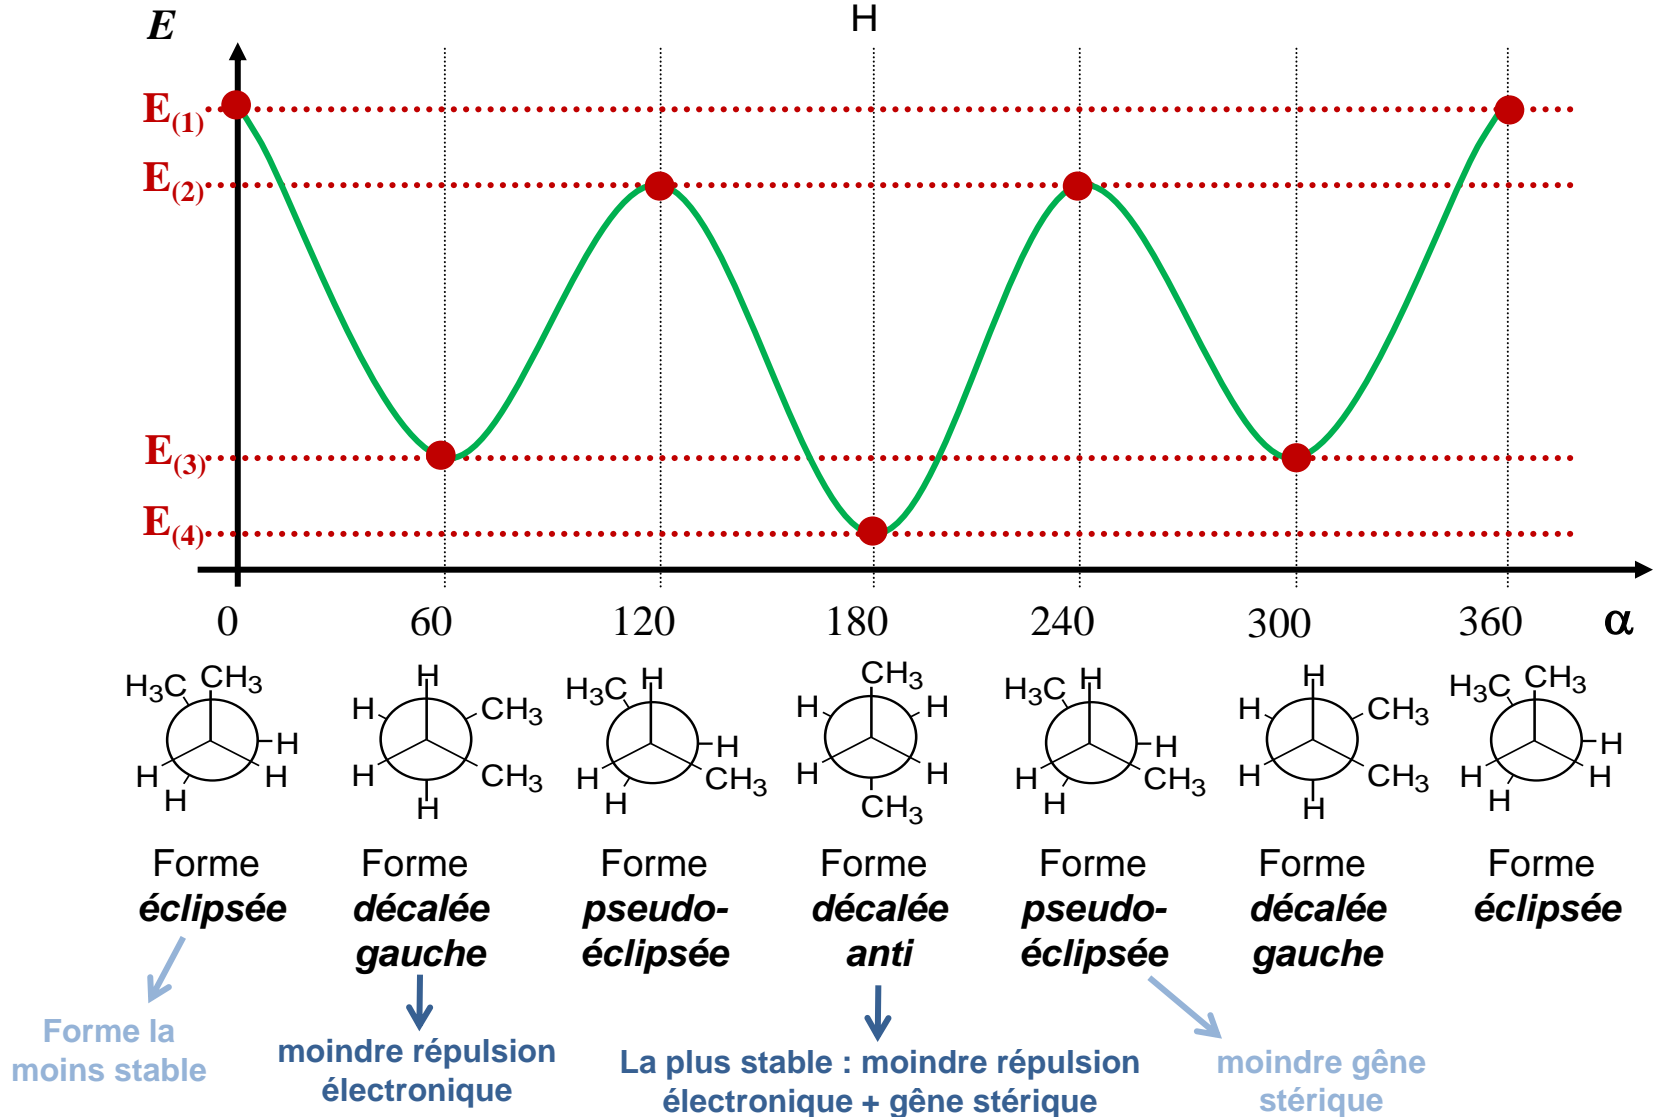 H
E
E(1)
E(2)
E(3)
E(4)
0 60 120 180 240 300 360 α
H3C CH3 H H H H
H H CH3 H CH3 H
H3C H H H CH3 H
CH3 H H H H CH3
H3C H H H CH3 H
H H CH3 H CH3 H
H3C CH3 H H H H
Forme Forme Forme Forme Forme Forme Forme
éclipsée décalée pseudo- décalée pseudo- décalée éclipsée
gauche éclipsée anti éclipsée gauche
Forme la
moins stable
moindre répulsion
électronique
La plus stable : moindre répulsion
électronique + gêne stérique
moindre gêne
stérique